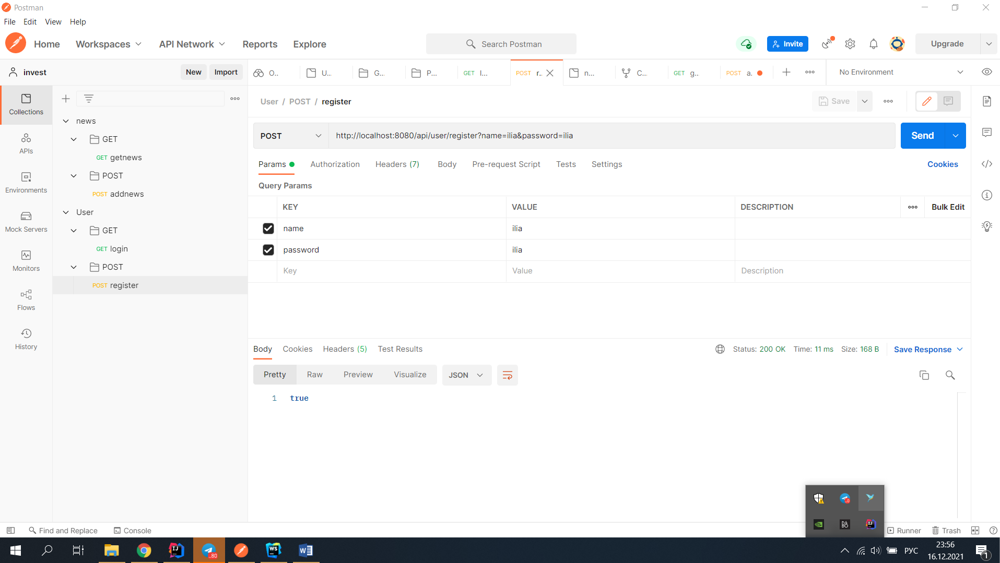 Postman
File Edit View Help
Home Workspaces API Network Reports Explore Search Postman Invite Upgrade
invest New Import O.. U.. G.. P... GET l... POST r. n... C... GET g.. POST a. No Environment
Collections
APIs
Environments
Mock Servers
Monitors
Flows
History
news
GET
GET getnews
POST
POST addnews
User
GET
GET login
POST
POST register
User / POST / register Save
POST http://localhost:8080/api/user/register?name=ilia&password=ilia Send
Params Authorization Headers (7) Body Pre-request Script Tests Settings Cookies
Query Params
KEY VALUE DESCRIPTION Bulk Edit
name ilia
password ilia
Key Value Description
Body Cookies Headers (5) Test Results Status: 200 OK Time: 11 ms Size: 168 B Save Response
Pretty Raw Preview Visualize JSON
1 true
Find and Replace Console Runner Trash
РУС 23:56
16.12.2021 1